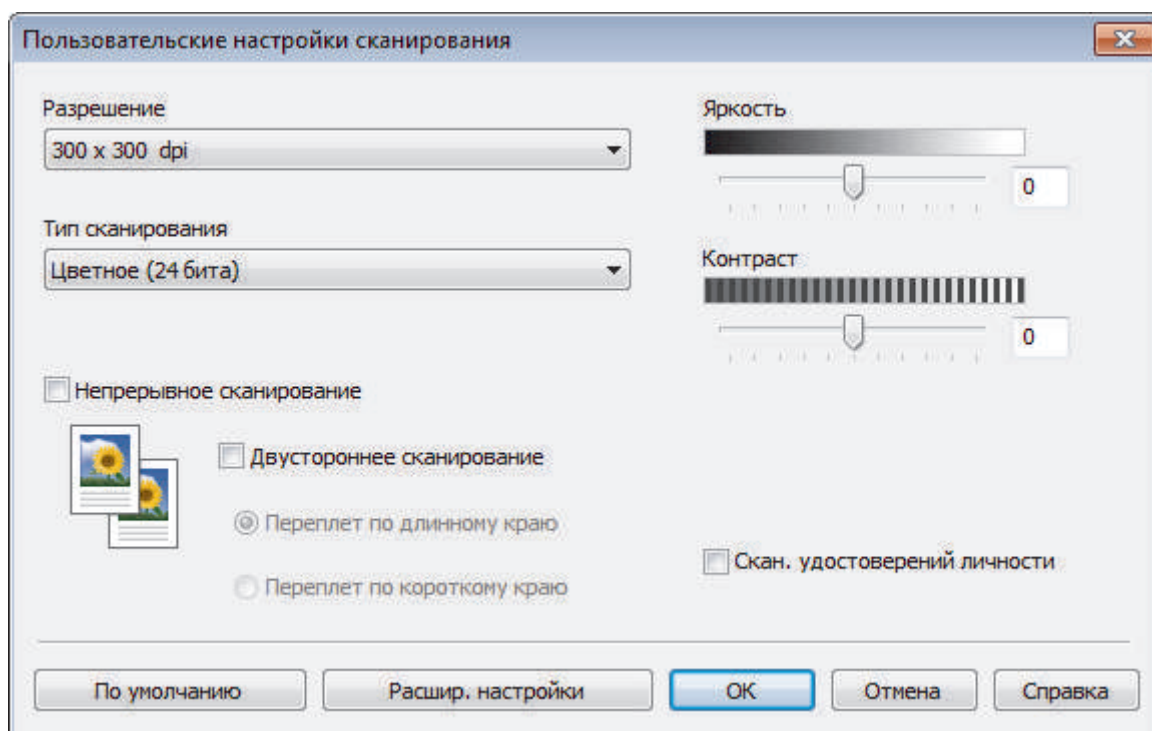 Пользовательские настройки сканирования
Разрешение
300 x 300 dpi
Тип сканирования
Цветное (24 бита)
Непрерывное сканирование
Двустороннее сканирование
Переплет по длинному краю
Переплет по короткому краю
Яркость
0
Контраст
0
Скан. удостоверений личности
По умолчанию
Расшир. настройки
ОК
Отмена
Справка